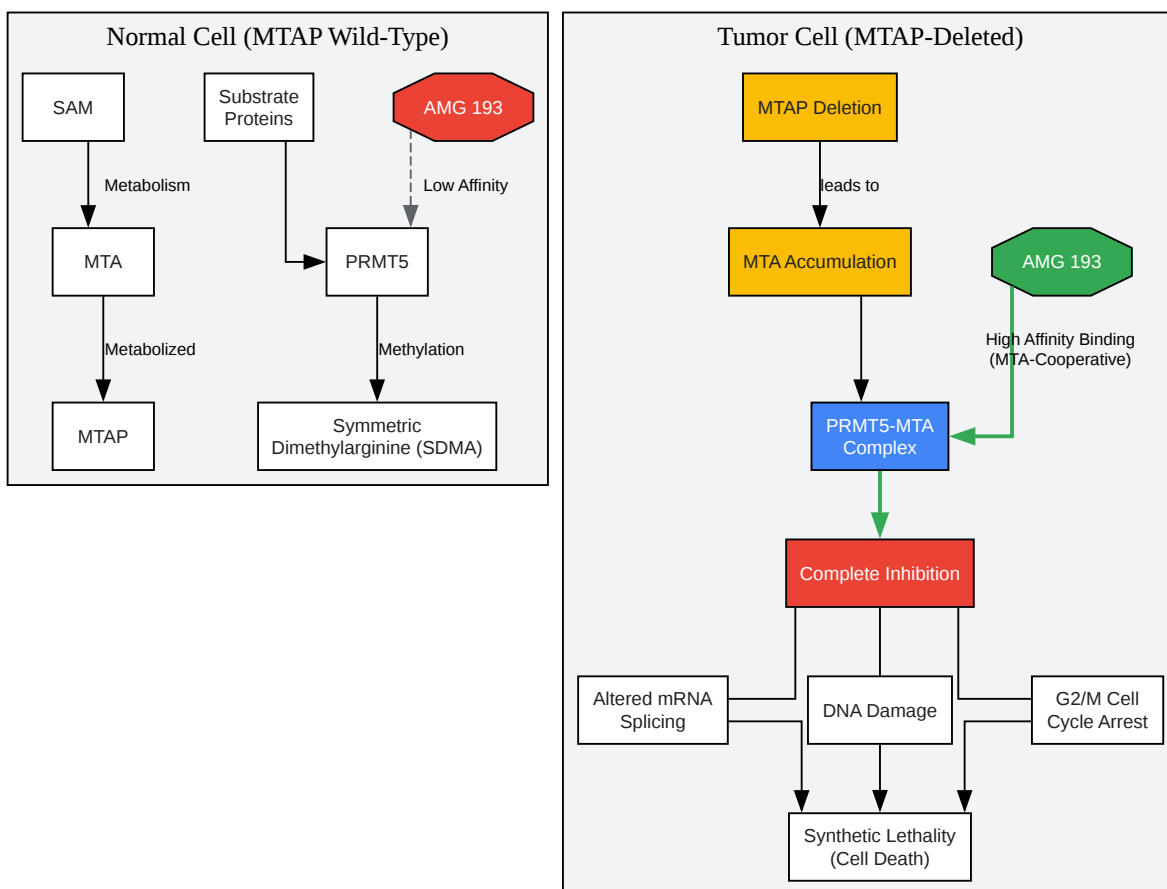 Normal Cell (MTAP Wild-Type)
SAM
Substrate
Proteins
AMG 193
Metabolism
Low Affinity
MTA
PRMT5
Metabolized
Methylation
MTAP
Symmetric
Dimethylarginine (SDMA)
Tumor Cell (MTAP-Deleted)
MTAP Deletion
leads to
MTA Accumulation
AMG 193
High Affinity Binding
(MTA-Cooperative)
PRMT5-MTA
Complex
Complete Inhibition
Altered mRNA
Splicing
DNA Damage
G2/M Cell
Cycle Arrest
Synthetic Lethality
(Cell Death)